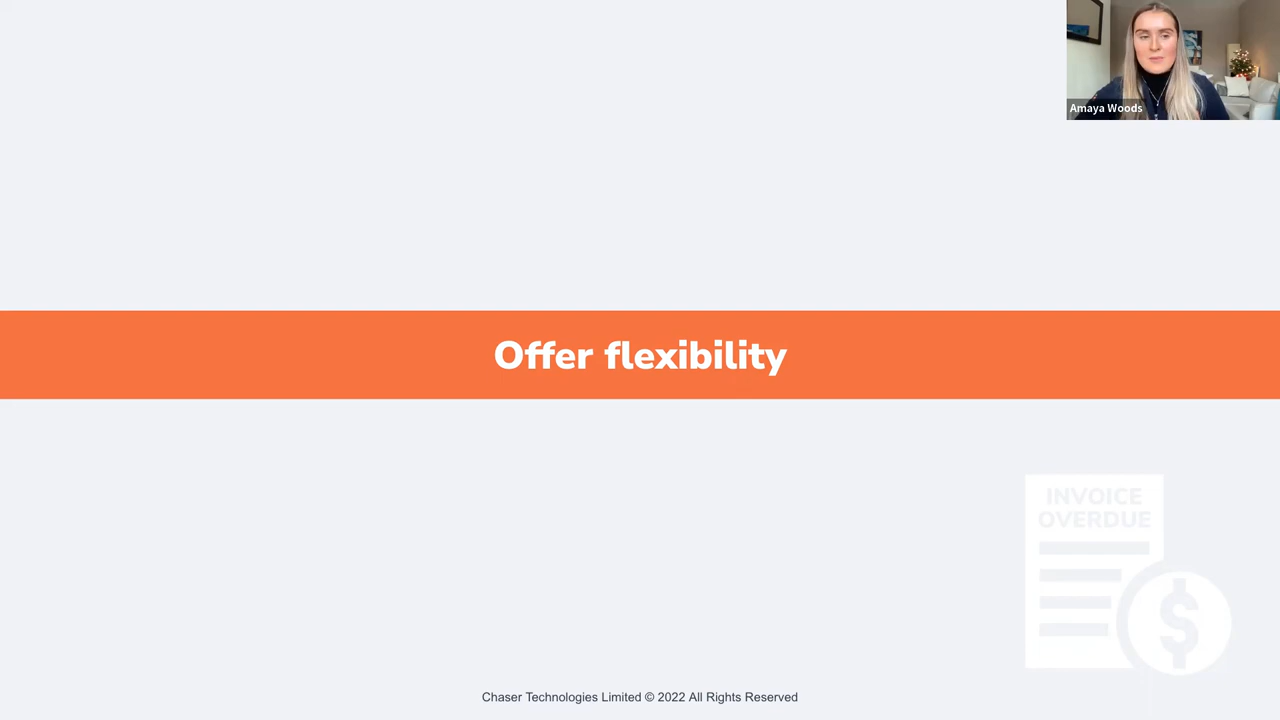 Amaya Woods
Offer flexibility
INVOICE
OVERDUE
$
Chaser Technologies Limited © 2022 All Rights Reserved